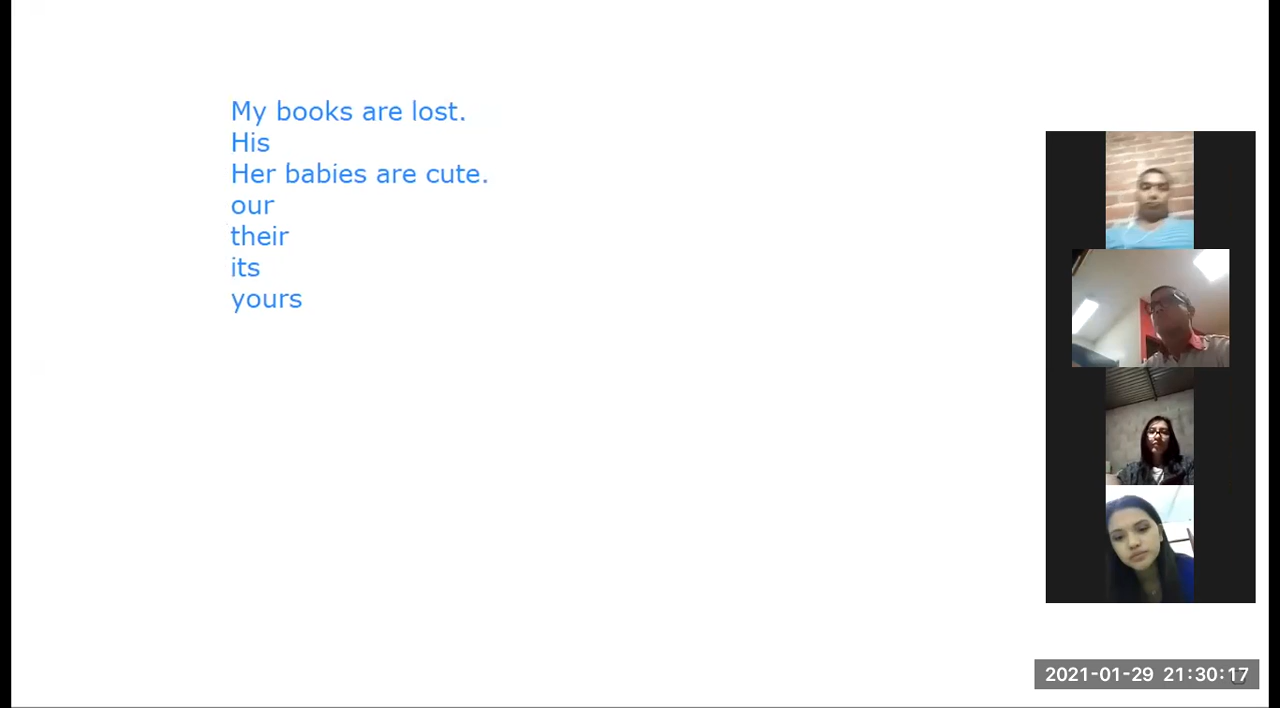 My books are lost.
His
Her babies are cute.
our
their
its
yours
2021-01-29 21:30:17